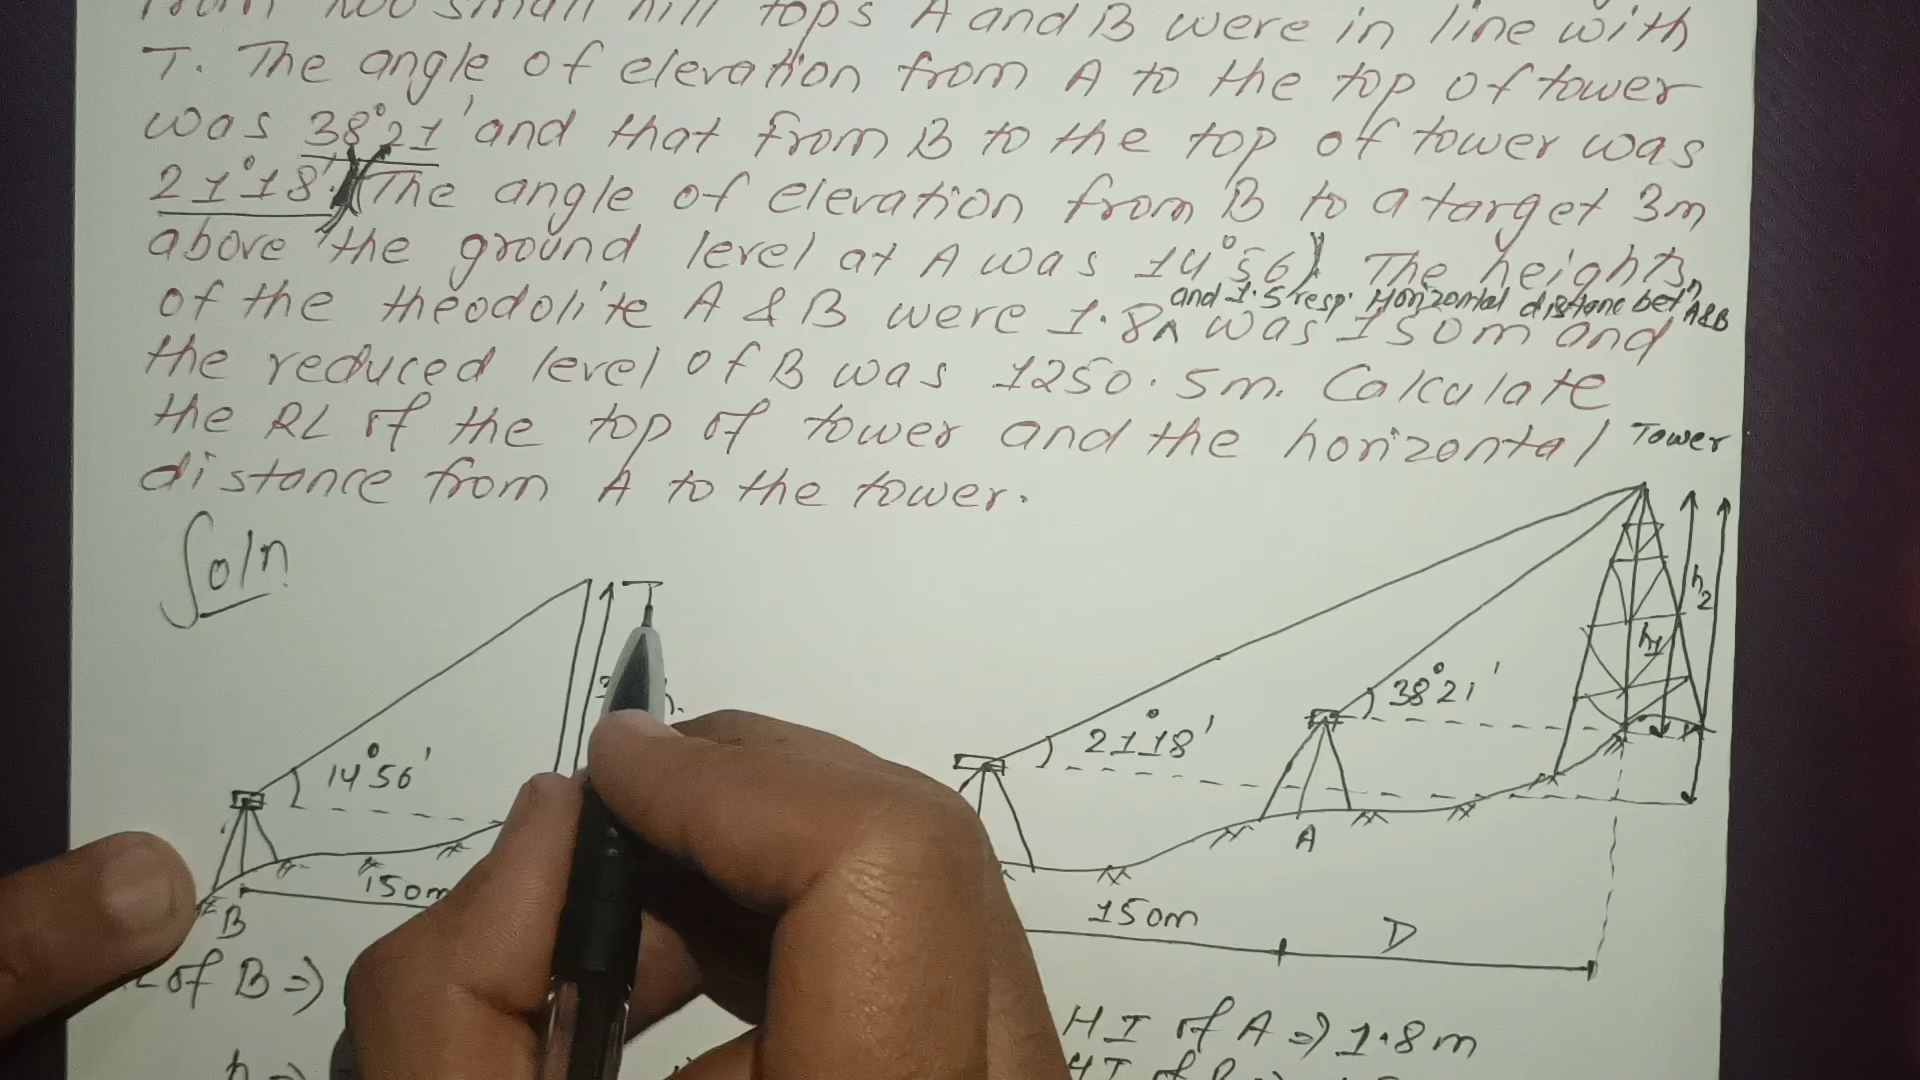 small hill tops A and B were in line with
T. The angle of elevation from A to the top of tower
was 38°21' and that from B to the top of tower was
21°18'. (The angle of elevation from B to a target 3m
above the ground level at A was 14°56') The heights
and 1.5 resp. Horizontal distane betn A&B
of the theodolite A & B were 1.8 was 150m and
the reduced level of B was 1250.5m. Calculate
the RL of the top of tower and the horizontal
distance from A to the tower.
Tower
Soln
h2
h1
38°21'
21°18'
14°56'
A
150m
B
150m
D
of B =>
HI of A => 1.8m
h =>